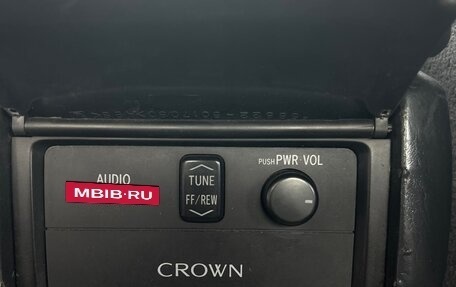 AUDIO
MBIB.RU
TUNE
FF/REW
PUSH PWR·VOL
CROWN